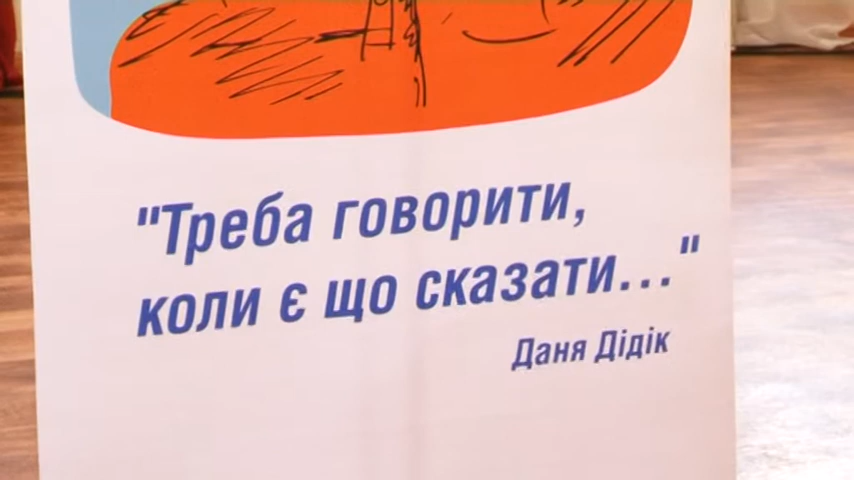 "Треба говорити,
коли є що сказати..."
Даня Дідік